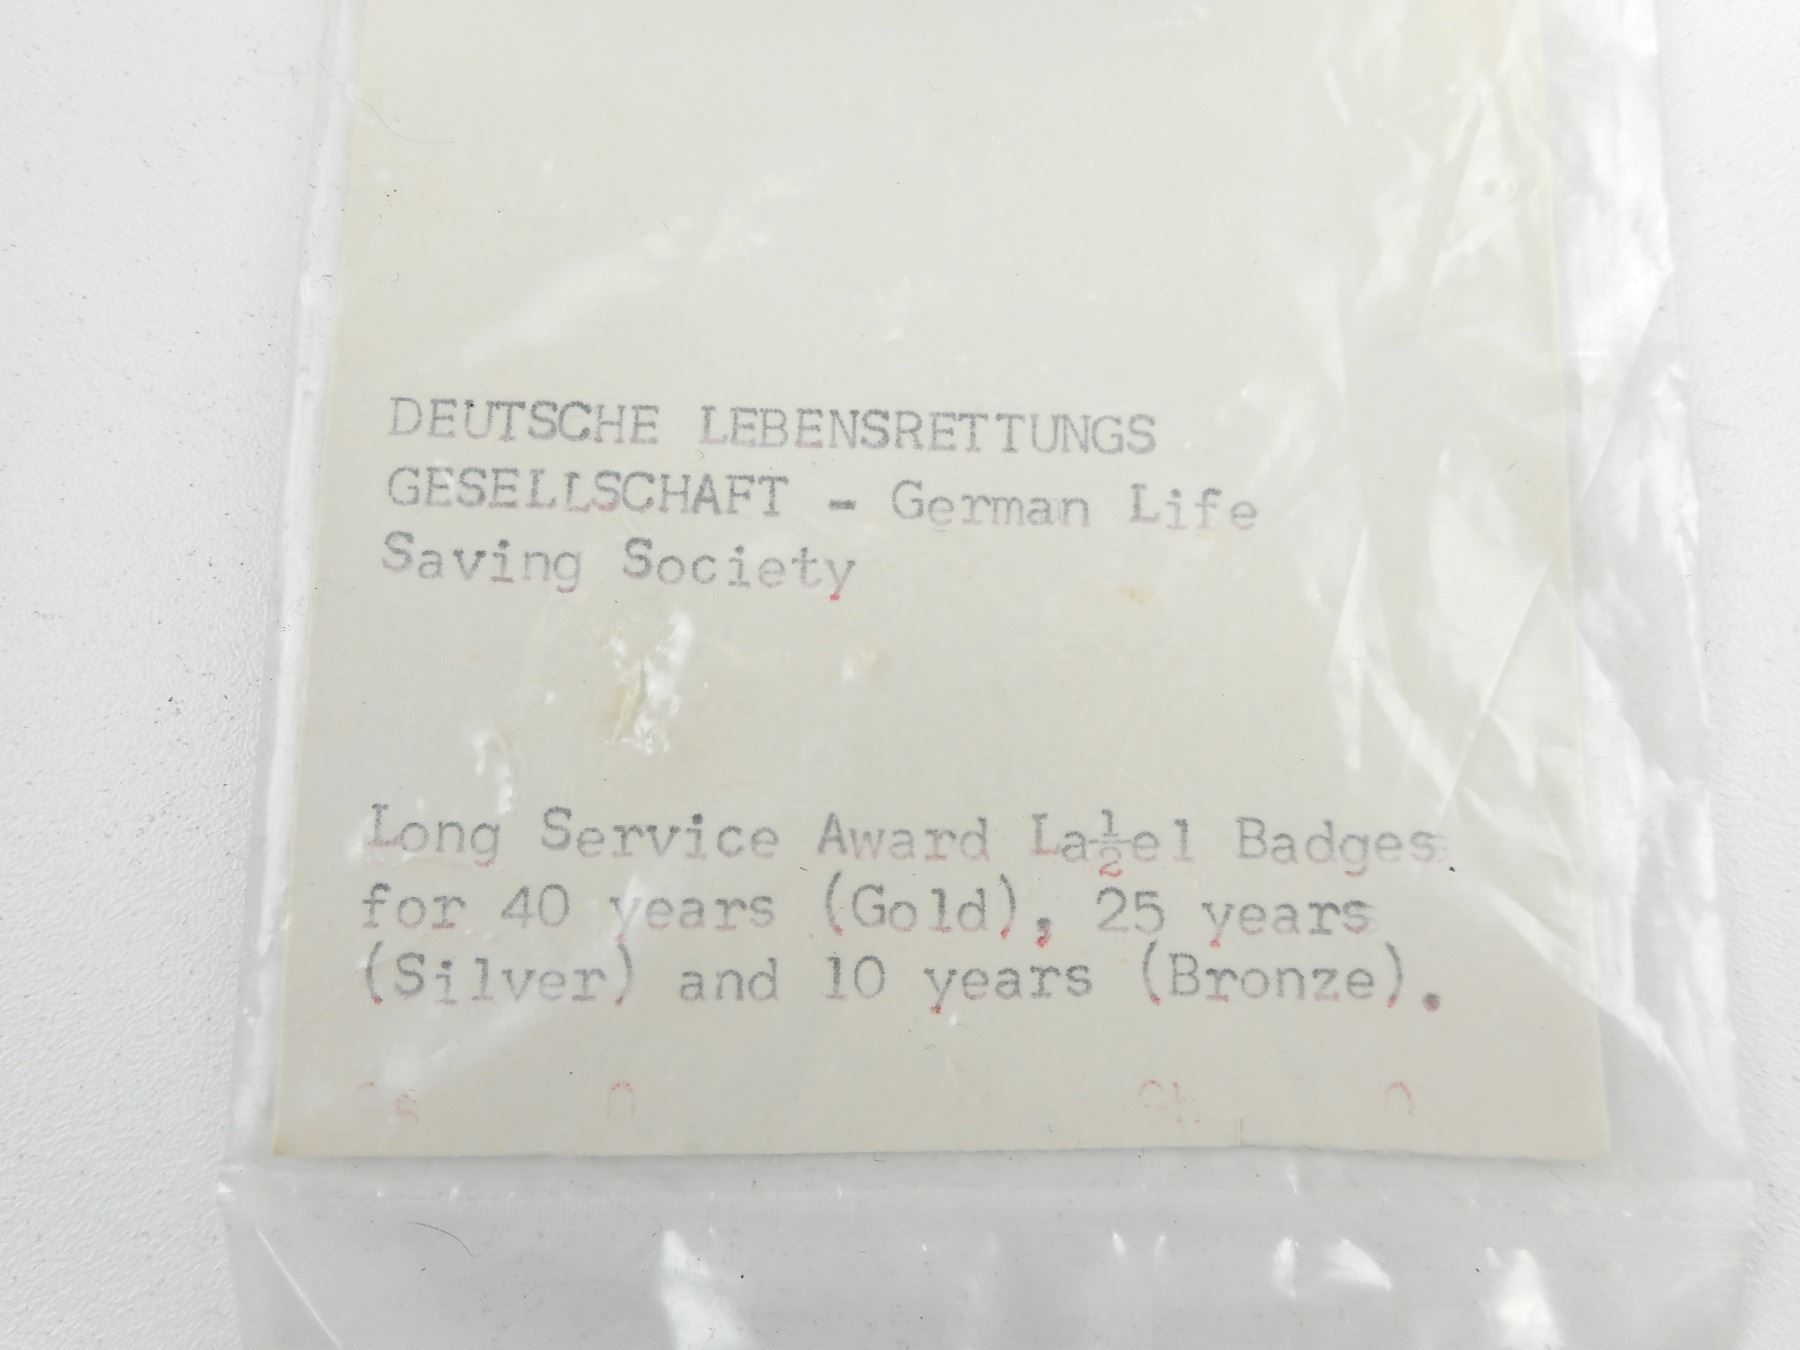 DEUTSCHE LEBENSRETTUNGS
GESELLSCHAFT - German Life
Saving Society
Long Service Award La½el Badges
for 40 years (Gold), 25 years
(Silver) and 10 years (Bronze).